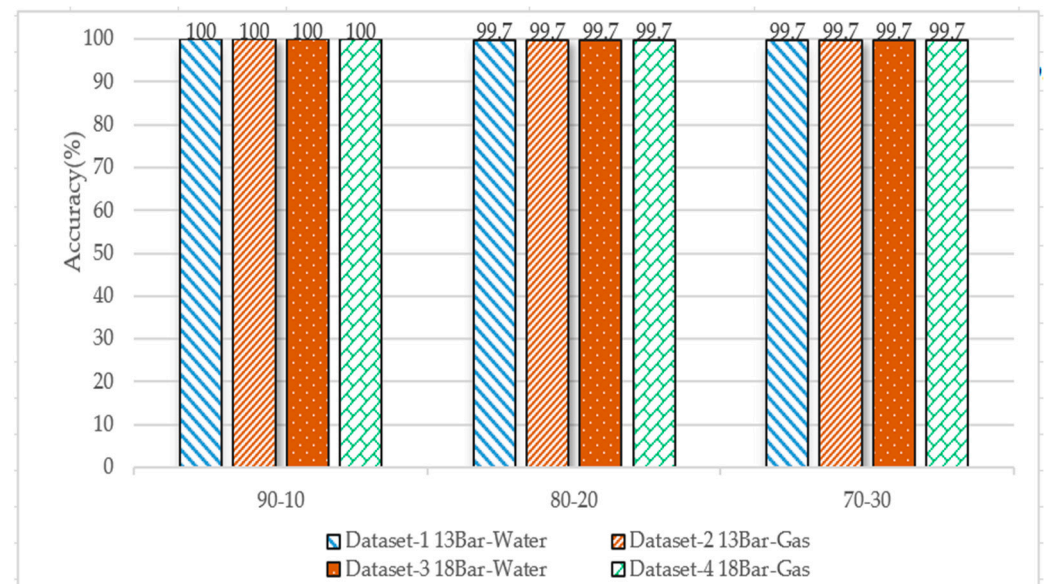 100 100 100 100 99.7 99.7 99.7 99.7 99.7 99.7 99.7 99.7
100
90
80
70
60
50
40
30
20
10
0
Accuracy(%)
90-10 80-20 70-30
Dataset-1 13Bar-Water Dataset-2 13Bar-Gas
Dataset-3 18Bar-Water Dataset-4 18Bar-Gas